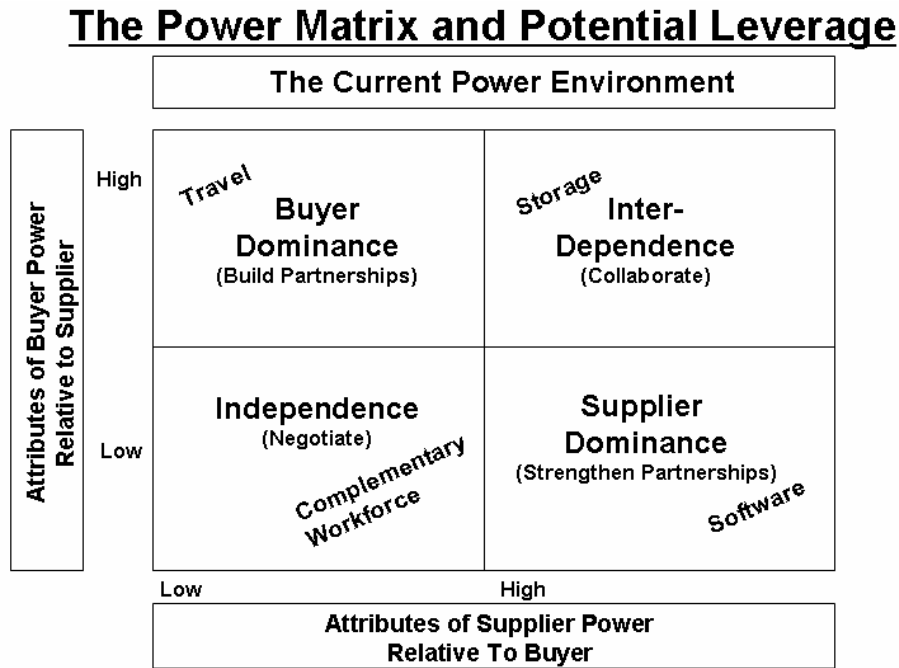 The Power Matrix and Potential Leverage
The Current Power Environment
Attributes of Buyer Power
Relative to Supplier
High
Travel
Buyer
Dominance
(Build Partnerships)
Storage
Inter-
Dependence
(Collaborate)
Low
Independence
(Negotiate)
Complementary
Workforce
Supplier
Dominance
(Strengthen Partnerships)
Software
Low
High
Attributes of Supplier Power
Relative To Buyer